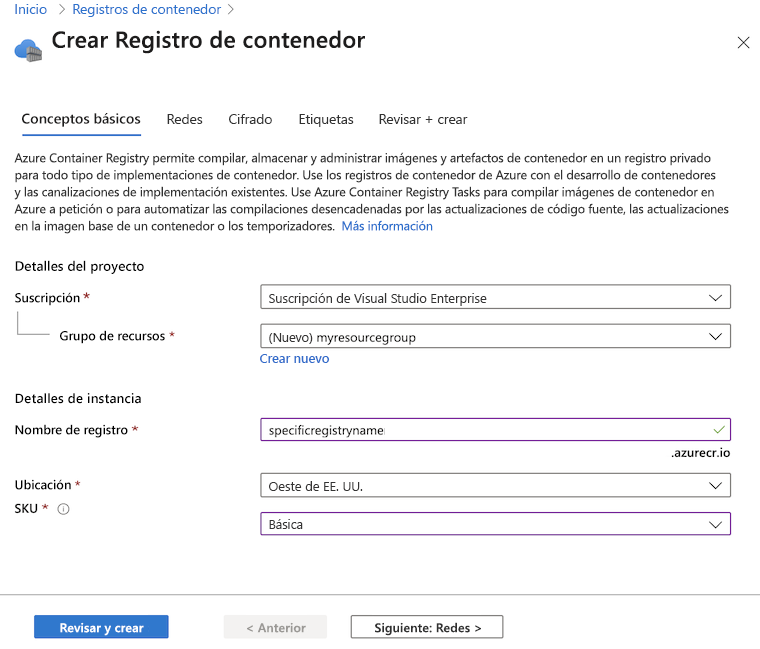 Inicio > Registros de contenedor >
Crear Registro de contenedor
Conceptos básicos Redes Cifrado Etiquetas Revisar + crear
Azure Container Registry permite compilar, almacenar y administrar imágenes y artefactos de contenedor en un registro privado
para todo tipo de implementaciones de contenedor. Use los registros de contenedor de Azure con el desarrollo de contenedores
y las canalizaciones de implementación existentes. Use Azure Container Registry Tasks para compilar imágenes de contenedor en
Azure a petición o para automatizar las compilaciones desencadenadas por las actualizaciones de código fuente, las actualizaciones
en la imagen base de un contenedor o los temporizadores. Más información
Detalles del proyecto
Suscripción * Suscripción de Visual Studio Enterprise
Grupo de recursos * (Nuevo) myresourcegroup
Crear nuevo
Detalles de instancia
Nombre de registro * specificregistryname
.azurecr.io
Ubicación * Oeste de EE. UU.
SKU * Básica
Revisar y crear < Anterior Siguiente: Redes >